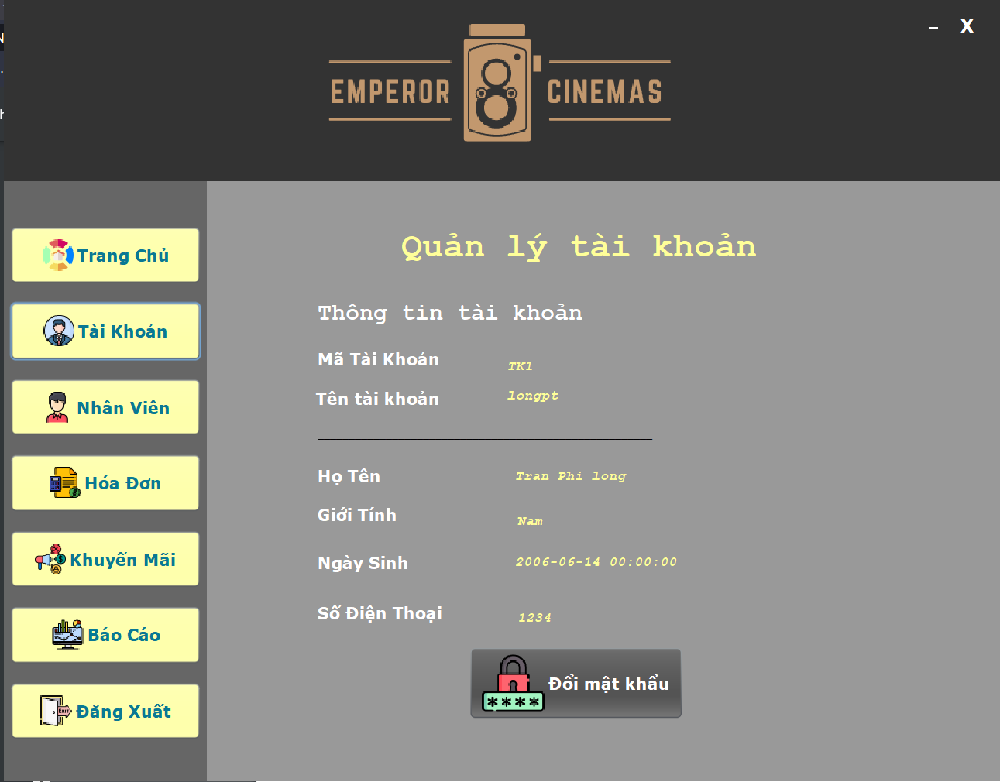 – X
EMPEROR CINEMAS
Trang Chủ
Tài Khoản
Nhân Viên
Hóa Đơn
Khuyến Mãi
Báo Cáo
EXIT
Đăng Xuất
Quản lý tài khoản
Thông tin tài khoản
Mã Tài Khoản TK1
Tên tài khoản longpt
Họ Tên Tran Phi long
Giới Tính Nam
Ngày Sinh 2006-06-14 00:00:00
Số Điện Thoại 1234
**** Đổi mật khẩu